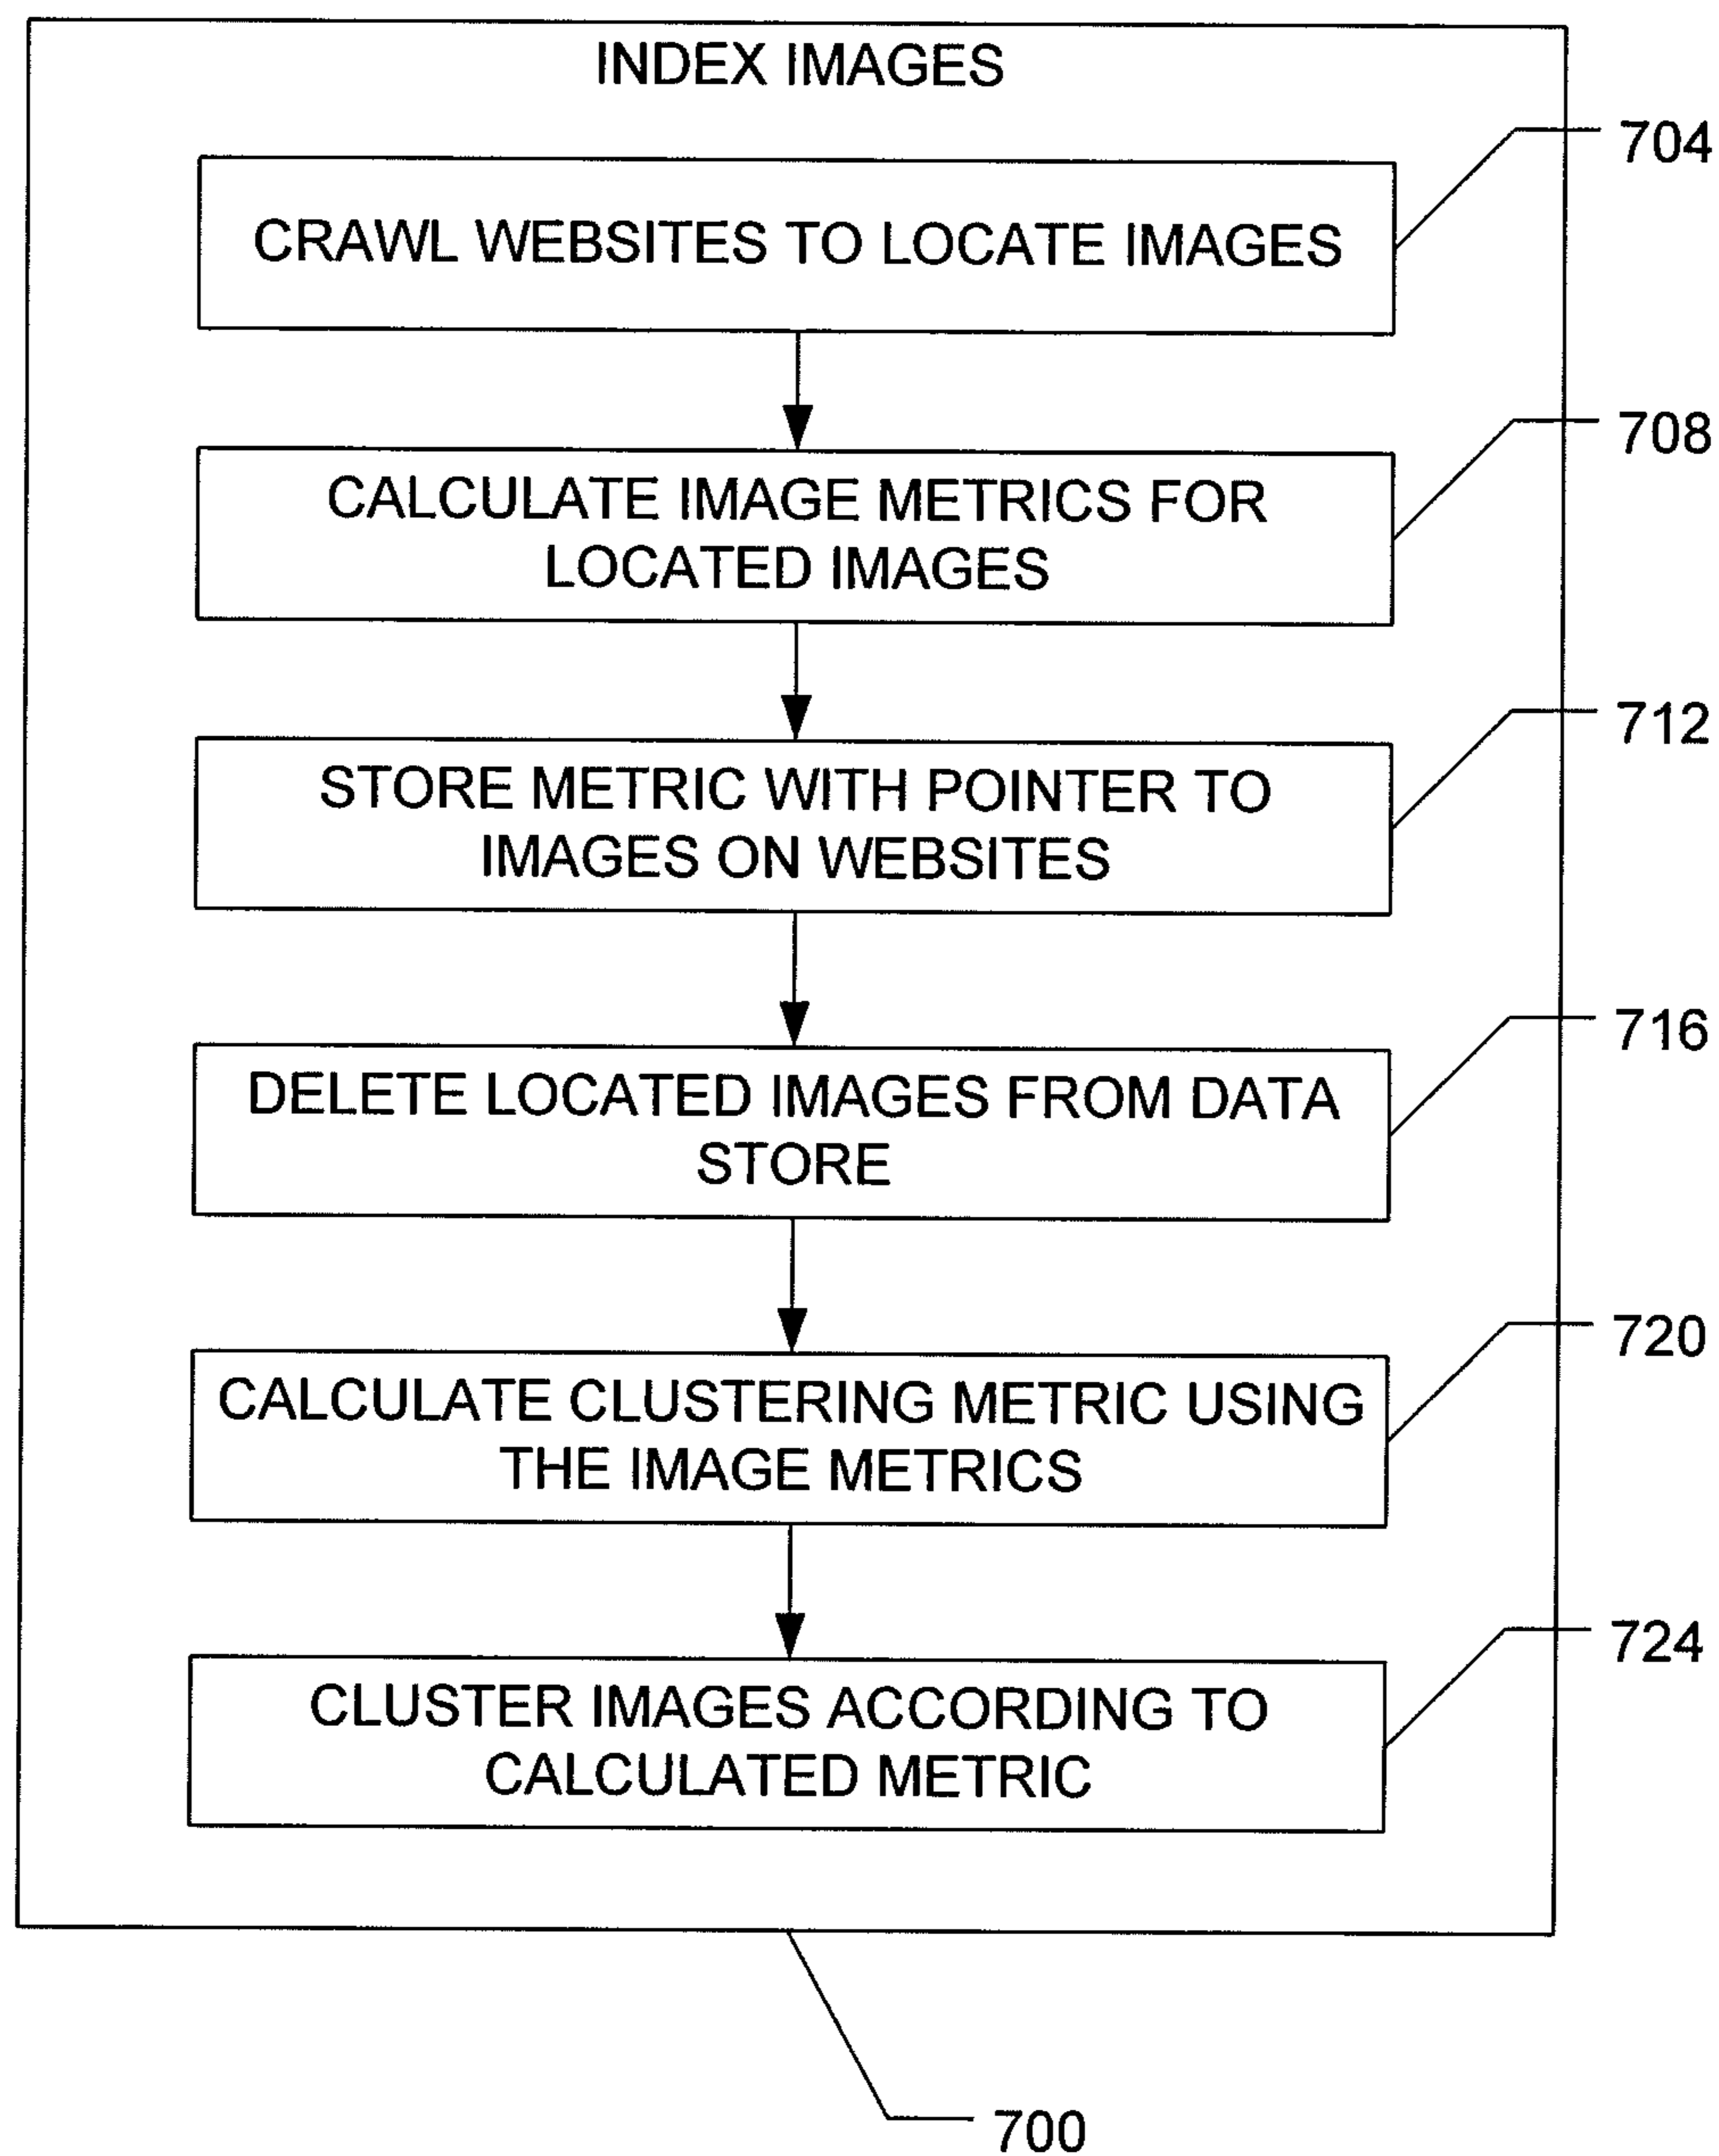 INDEX IMAGES
704
CRAWL WEBSITES TO LOCATE IMAGES
708
CALCULATE IMAGE METRICS FOR
LOCATED IMAGES
712
STORE METRIC WITH POINTER TO
IMAGES ON WEBSITES
716
DELETE LOCATED IMAGES FROM DATA
STORE
720
CALCULATE CLUSTERING METRIC USING
THE IMAGE METRICS
724
CLUSTER IMAGES ACCORDING TO
CALCULATED METRIC
700